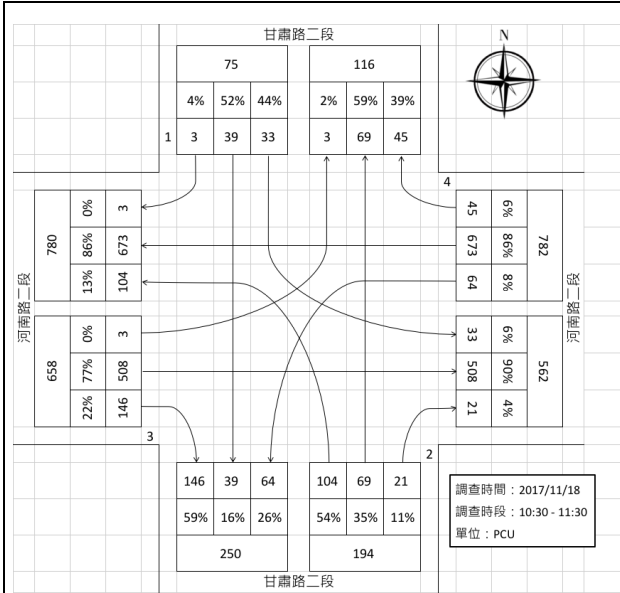 甘肅路二段
N
75 116
4% 52% 44% 2% 59% 39%
1 3 39 33 3 69 45
4
780 0% 3 45 6% 782
86% 673 673 86%
13% 104 64 8%
河南路二段 河南路二段
658 0% 3 33 6% 562
77% 508 508 90%
22% 146 21 4%
3 2
146 39 64 104 69 21
59% 16% 26% 54% 35% 11%
250 194
甘肅路二段
調查時間：2017/11/18
調查時段：10:30 - 11:30
單位：PCU